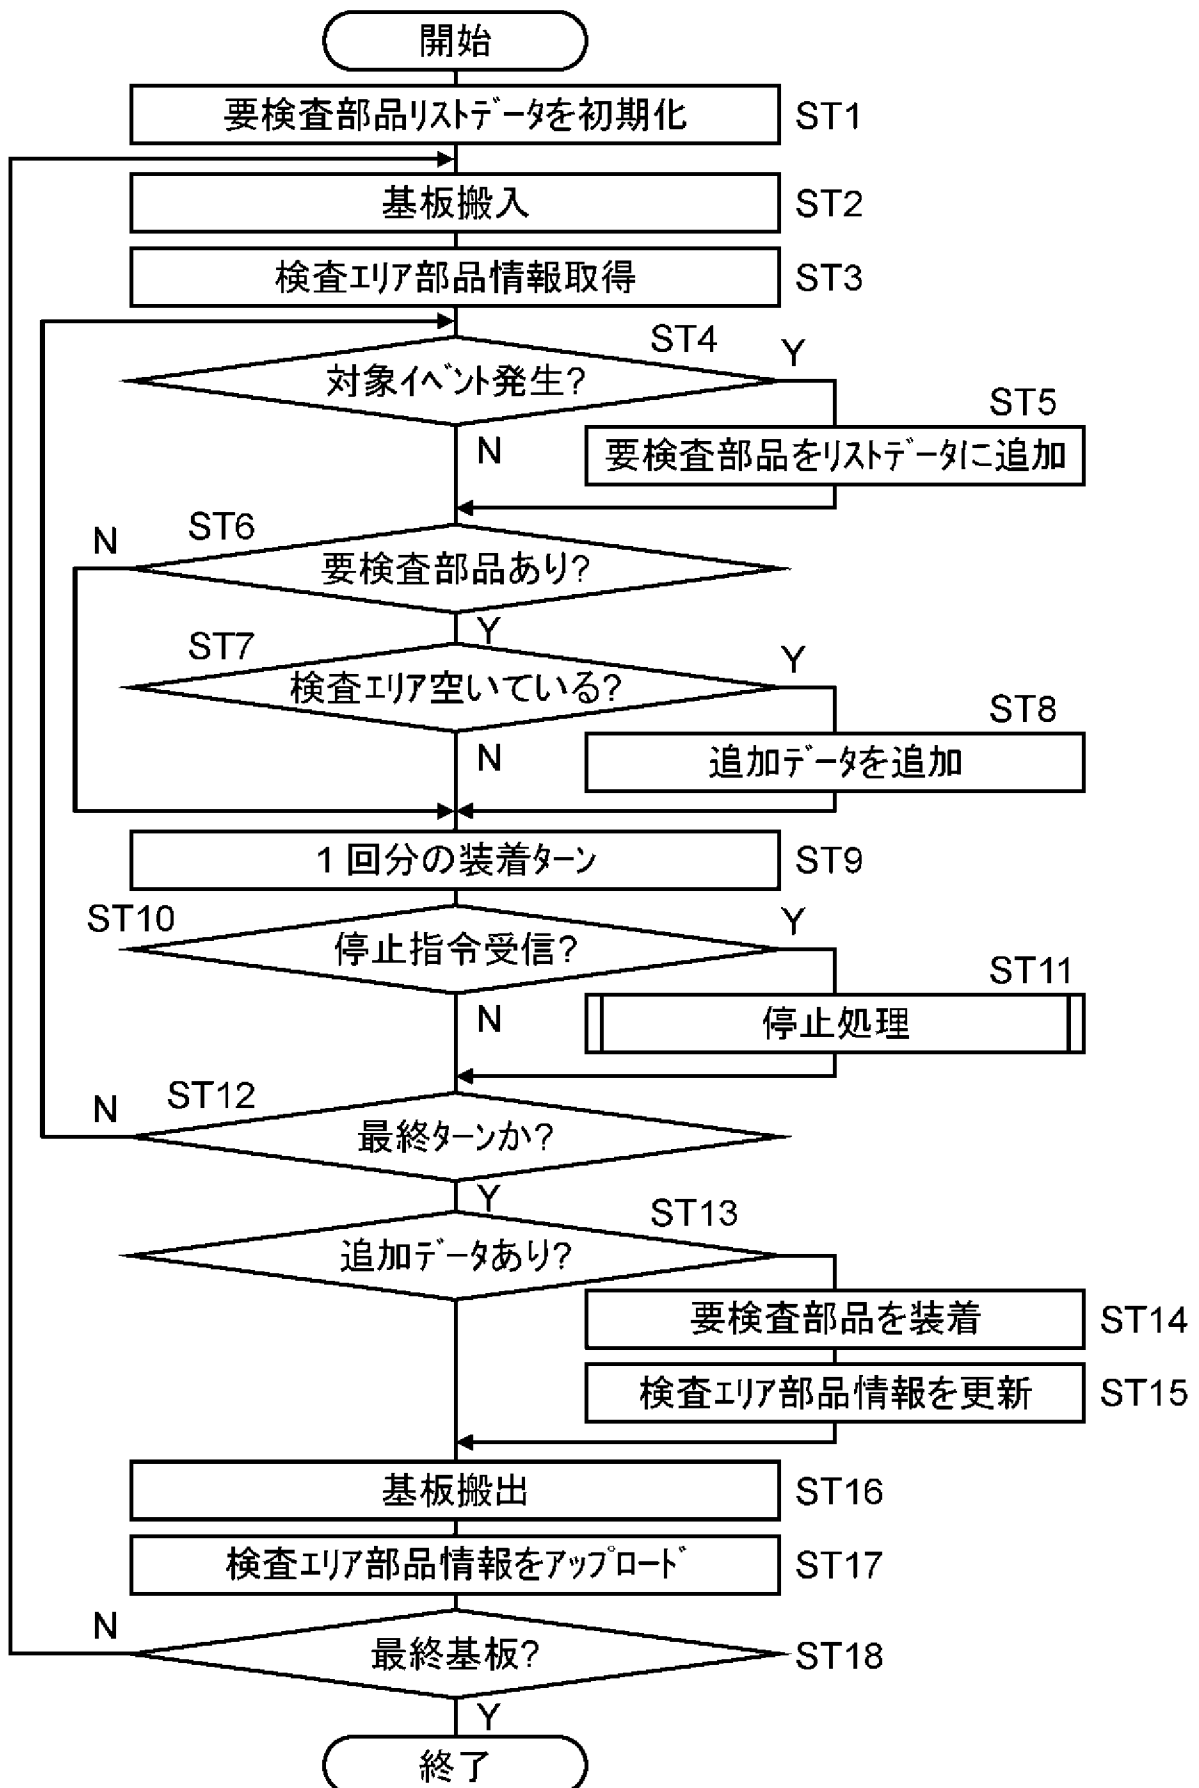 開始
要検査部品リストデータを初期化 ST1
基板搬入 ST2
検査エリア部品情報取得 ST3
ST4 Y
対象イベント発生?
ST5
N 要検査部品をリストデータに追加
N ST6
要検査部品あり?
Y
ST7 Y
検査エリア空いている?
ST8
N 追加データを追加
1回分の装着ターン ST9
ST10 Y
停止指令受信?
ST11
N 停止処理
N ST12
最終ターンか?
Y
ST13
追加データあり?
要検査部品を装着 ST14
検査エリア部品情報を更新 ST15
基板搬出 ST16
検査エリア部品情報をアップロード ST17
N
最終基板? ST18
Y
終了